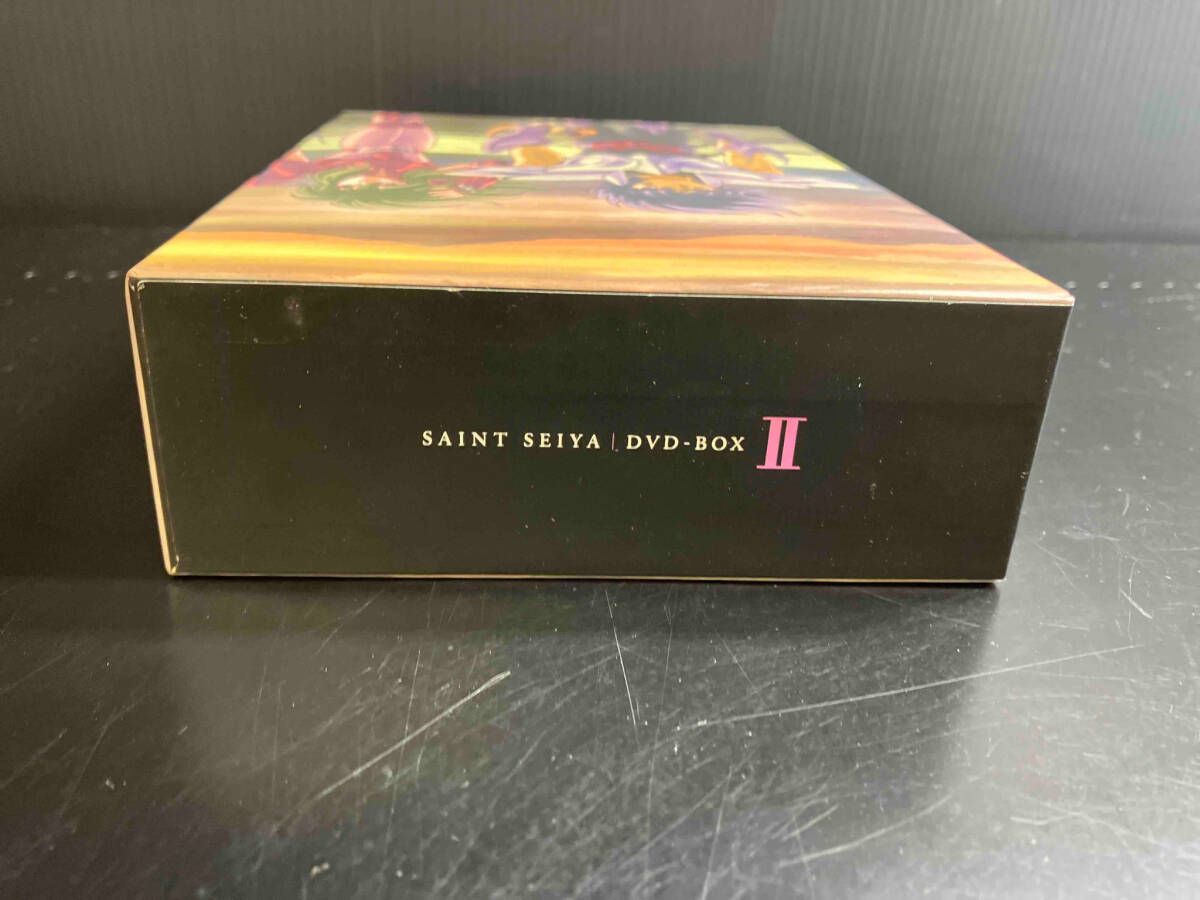 SAINT SEIYA | DVD-BOX II